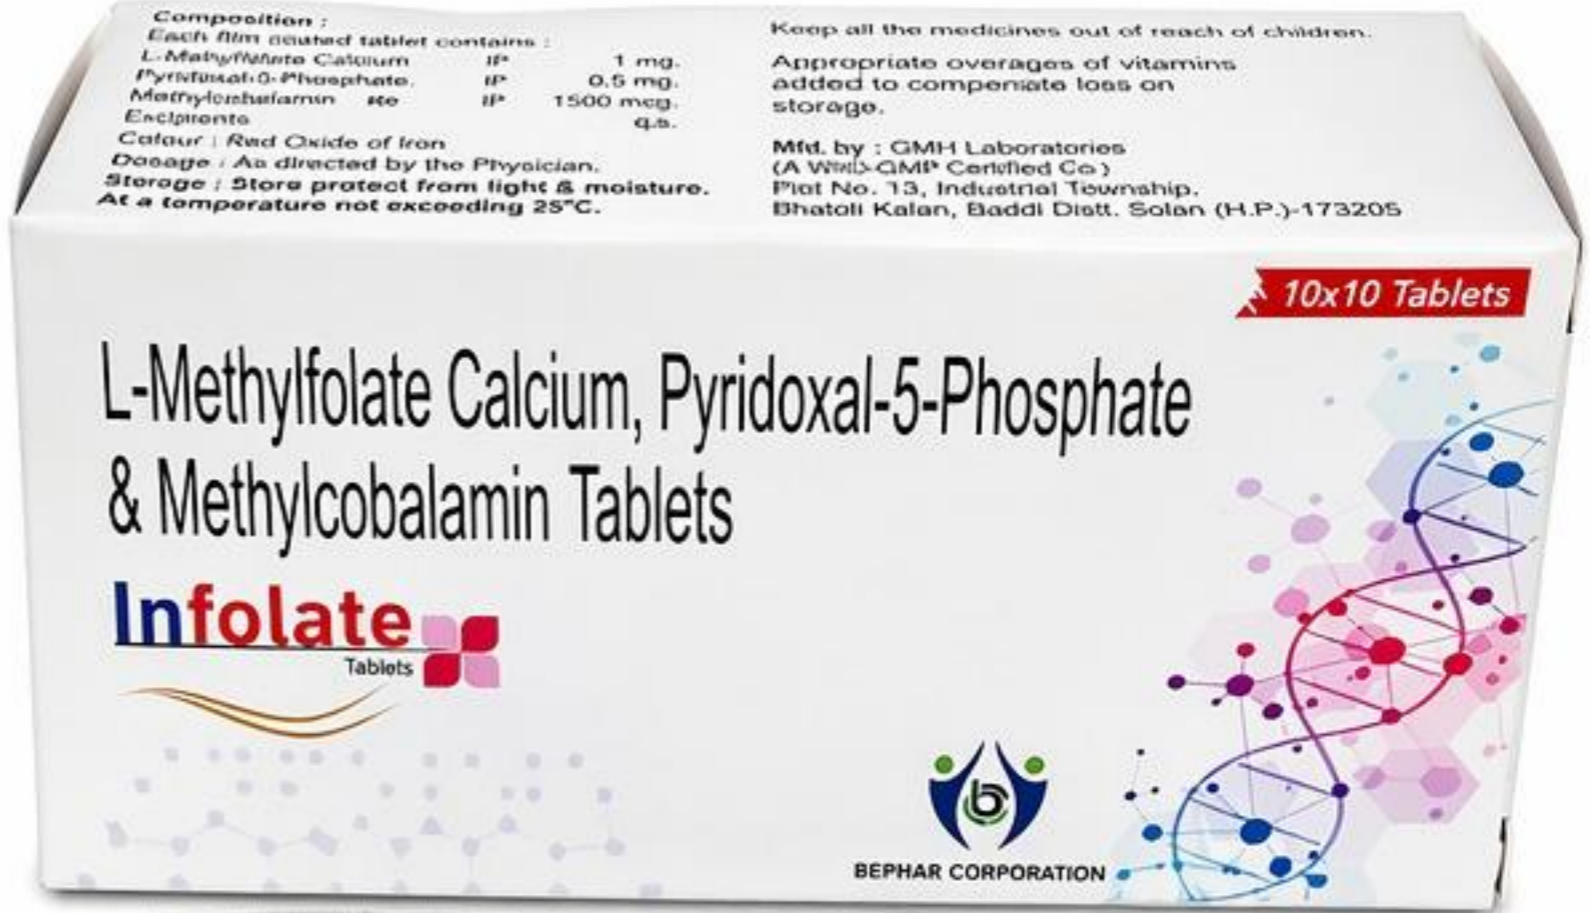 Composition :
Each film coated tablet contains :
L-Methylfolate Calcium IP 1 mg.
Pyridoxal-5-Phosphate. IP 0.5 mg.
Methylcobalamin IP 1500 mcg.
Excipients q.s.
Colour : Red Oxide of Iron
Dosage : As directed by the Physician.
Storage : Store protect from light & moisture.
At a temperature not exceeding 25°C.
Keep all the medicines out of reach of children.
Appropriate overages of vitamins
added to compensate loss on
storage.
Mfd. by : GMH Laboratories
(A WHO-GMP Certified Co.)
Plot No. 13, Industrial Township.
Bhatoli Kalan, Baddi Distt. Solan (H.P.)-173205
10x10 Tablets
L-Methylfolate Calcium, Pyridoxal-5-Phosphate
& Methylcobalamin Tablets
Infolate
Tablets
b
BEPHAR CORPORATION